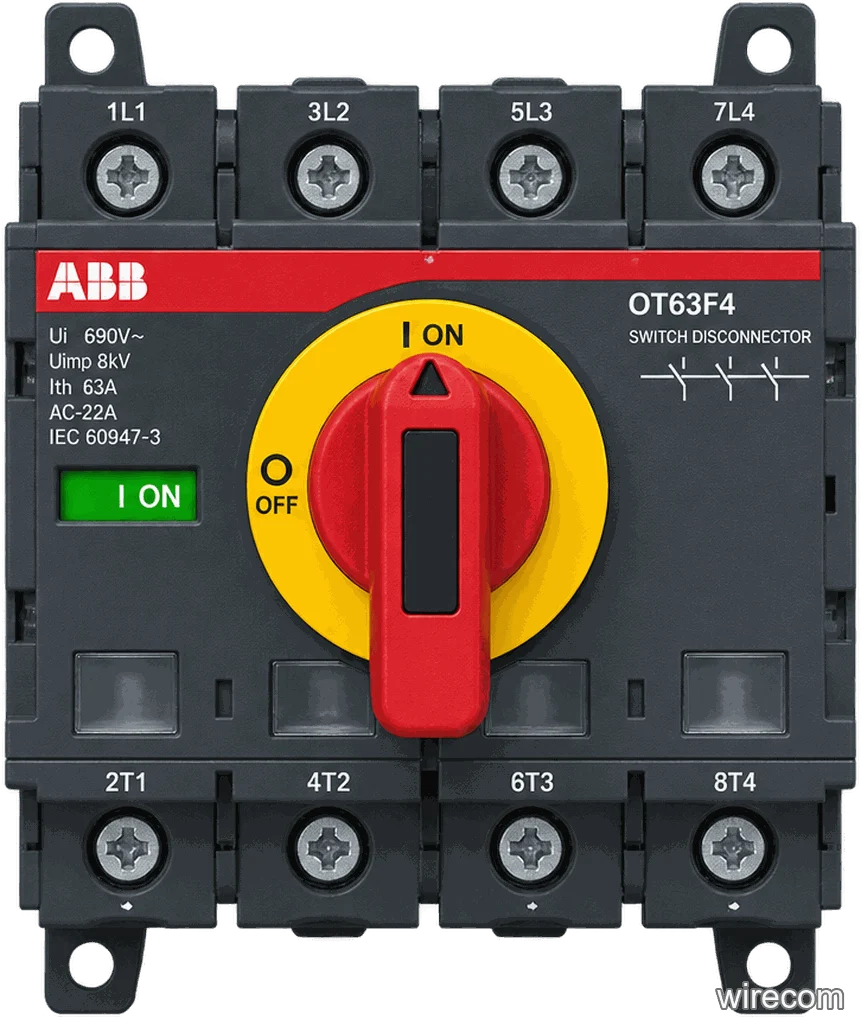 1L1 3L2 5L3 7L4
ABB
OT63F4
SWITCH DISCONNECTOR
Ui 690V~
Uimp 8kV
Ith 63A
AC-22A
IEC 60947-3
I ON
I ON
O
OFF
2T1 4T2 6T3 8T4
wirecom